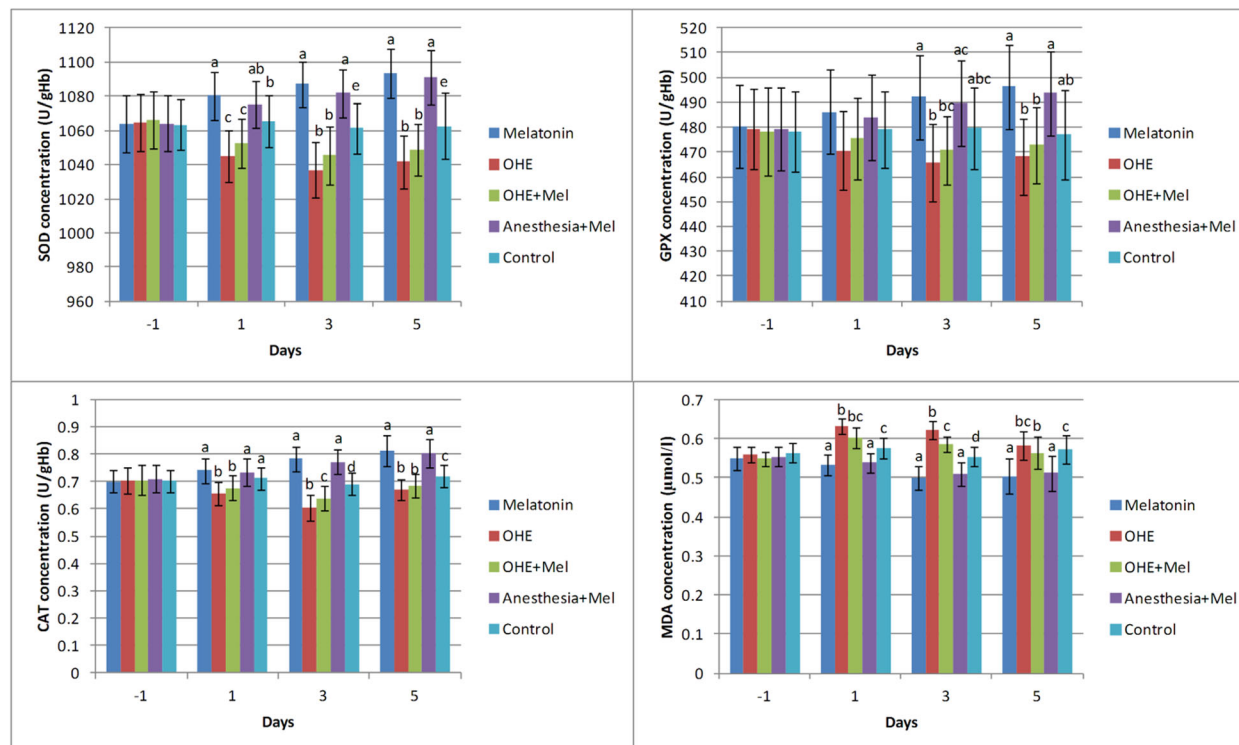 1120
1100
1080
1060
1040
1020
1000
980
960
SOD concentration (U/gHb)
a
c
c
ab
b
a
b
b
a
e
a
b
b
a
e
-1
1
3
5
Days
Melatonin
OHE
OHE+Mel
Anesthesia+Mel
Control
520
510
500
490
480
470
460
450
440
430
420
410
GPX concentration (U/gHb)
a
b
bc
ac
abc
a
b
b
a
ab
-1
1
3
5
Days
Melatonin
OHE
OHE+Mel
Anesthesia+Mel
Control
1
0.9
0.8
0.7
0.6
0.5
0.4
0.3
0.2
0.1
0
CAT concentration (U/gHb)
a
b
b
a
a
a
b
c
a
d
a
b
b
a
c
-1
1
3
5
Days
Melatonin
OHE
OHE+Mel
Anesthesia+Mel
Control
0.7
0.6
0.5
0.4
0.3
0.2
0.1
0
MDA concentration (µmol/l)
a
b
bc
a
c
a
b
c
a
d
a
bc
b
a
c
-1
1
3
5
Days
Melatonin
OHE
OHE+Mel
Anesthesia+Mel
Control